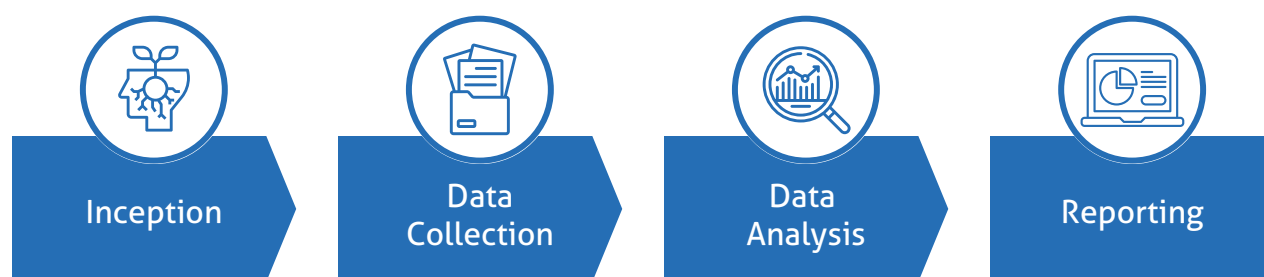 Inception
Data
Collection
Data
Analysis
Reporting